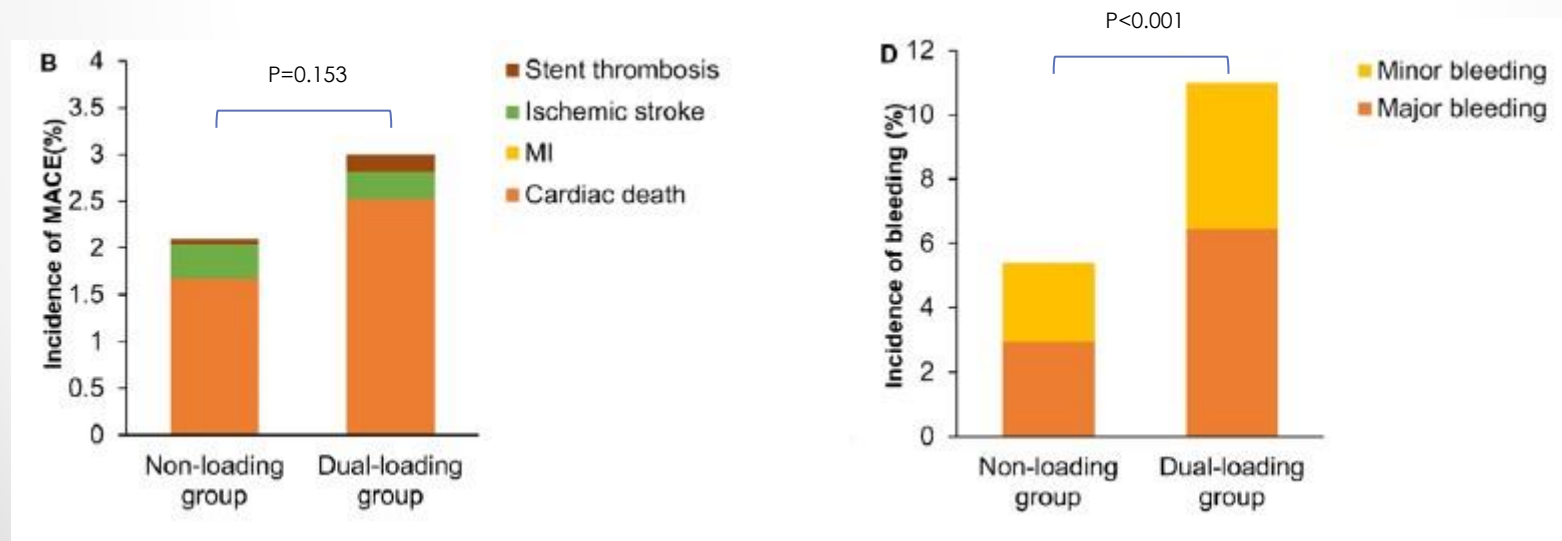 B
P=0.153
Incidence of MACE(%)
4
3.5
3
2.5
2
1.5
1
0.5
0
Non-loading
group
Dual-loading
group
Stent thrombosis
Ischemic stroke
MI
Cardiac death
D
P<0.001
Incidence of bleeding (%)
12
10
8
6
4
2
0
Non-loading
group
Dual-loading
group
Minor bleeding
Major bleeding